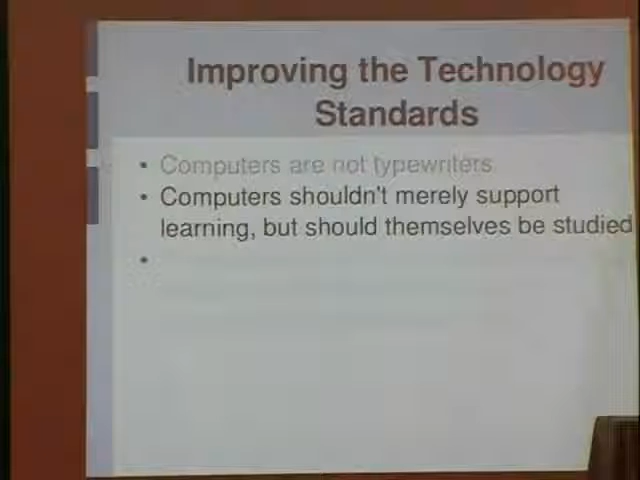 Improving the Technology
Standards
• Computers are not typewriters
• Computers shouldn't merely support
learning, but should themselves be studied
•